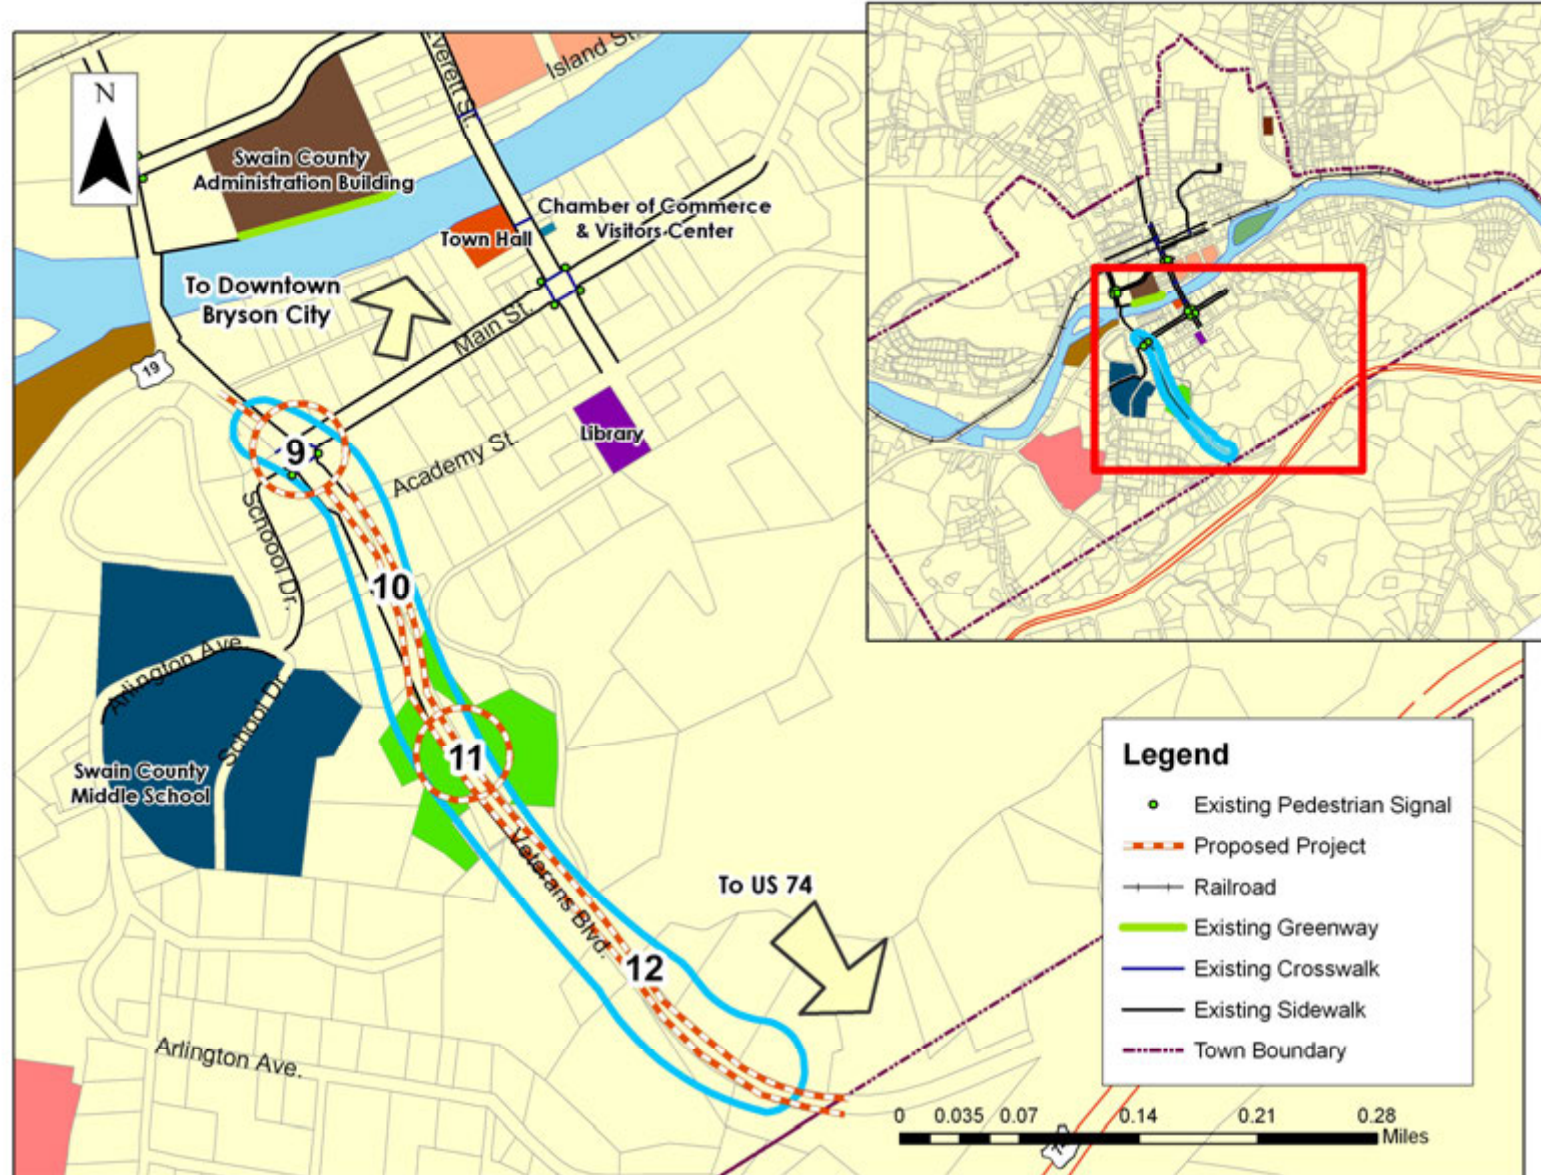 Everett St.
Island St.
N
Swain County
Administration Building
Chamber of Commerce
& Visitors Center
Town Hall
To Downtown
Bryson City
Main St.
19
Library
Academy St.
9
School Dr.
10
Arlington Ave.
School Dr.
11
Swain County
Middle School
Veterans Blvd.
To US 74
12
Arlington Ave.
Legend
Existing Pedestrian Signal
Proposed Project
Railroad
Existing Greenway
Existing Crosswalk
Existing Sidewalk
Town Boundary
0 0.035 0.07 0.14 0.21 0.28
Miles